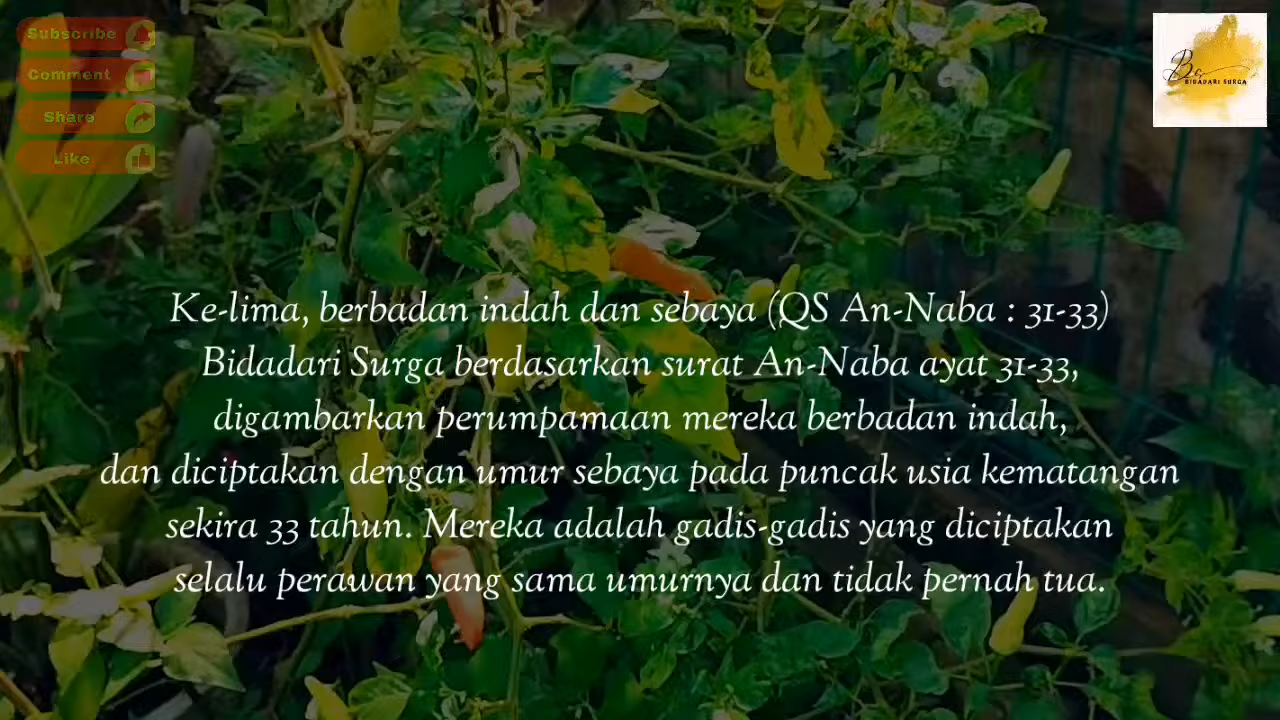 Subscribe
Comment
Share
Like
Bs
BIDADARI SURGA
Ke-lima, berbadan indah dan sebaya (QS An-Naba : 31-33)
Bidadari Surga berdasarkan surat An-Naba ayat 31-33,
digambarkan perumpamaan mereka berbadan indah,
dan diciptakan dengan umur sebaya pada puncak usia kematangan
sekira 33 tahun. Mereka adalah gadis-gadis yang diciptakan
selalu perawan yang sama umurnya dan tidak pernah tua.